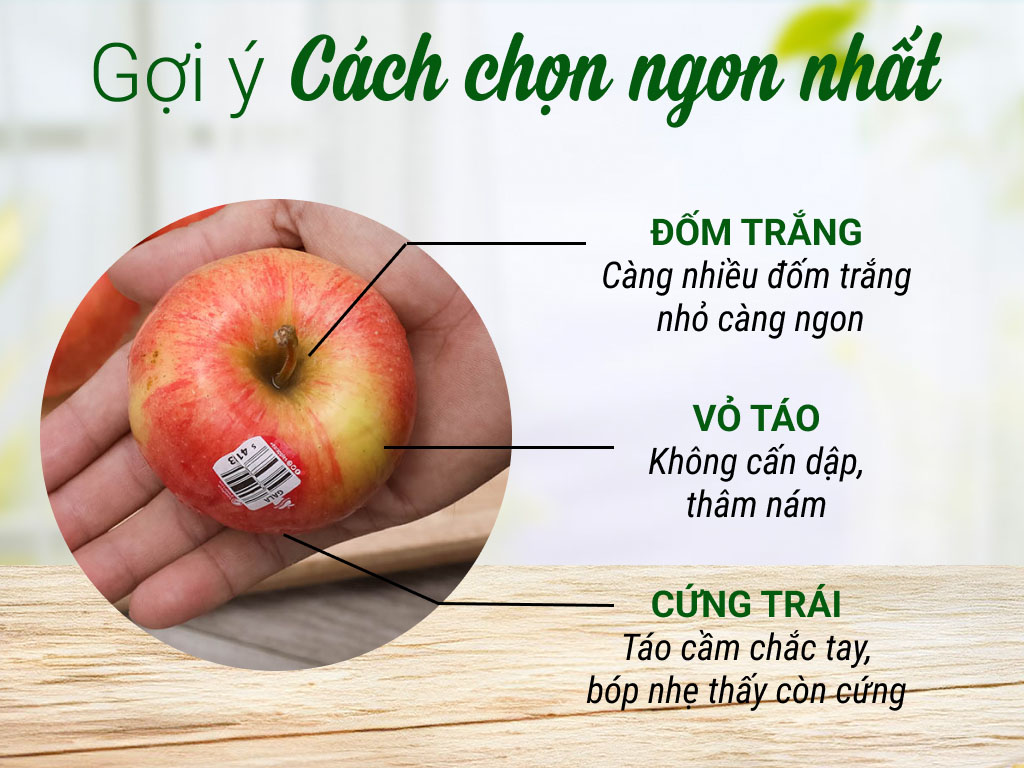 Gợi ý Cách chọn ngon nhất
ĐỐM TRẮNG
Càng nhiều đốm trắng
nhỏ càng ngon
VỎ TÁO
Không cấn dập,
thâm nám
CỨNG TRÁI
Táo cầm chắc tay,
bóp nhẹ thấy còn cứng
GALA